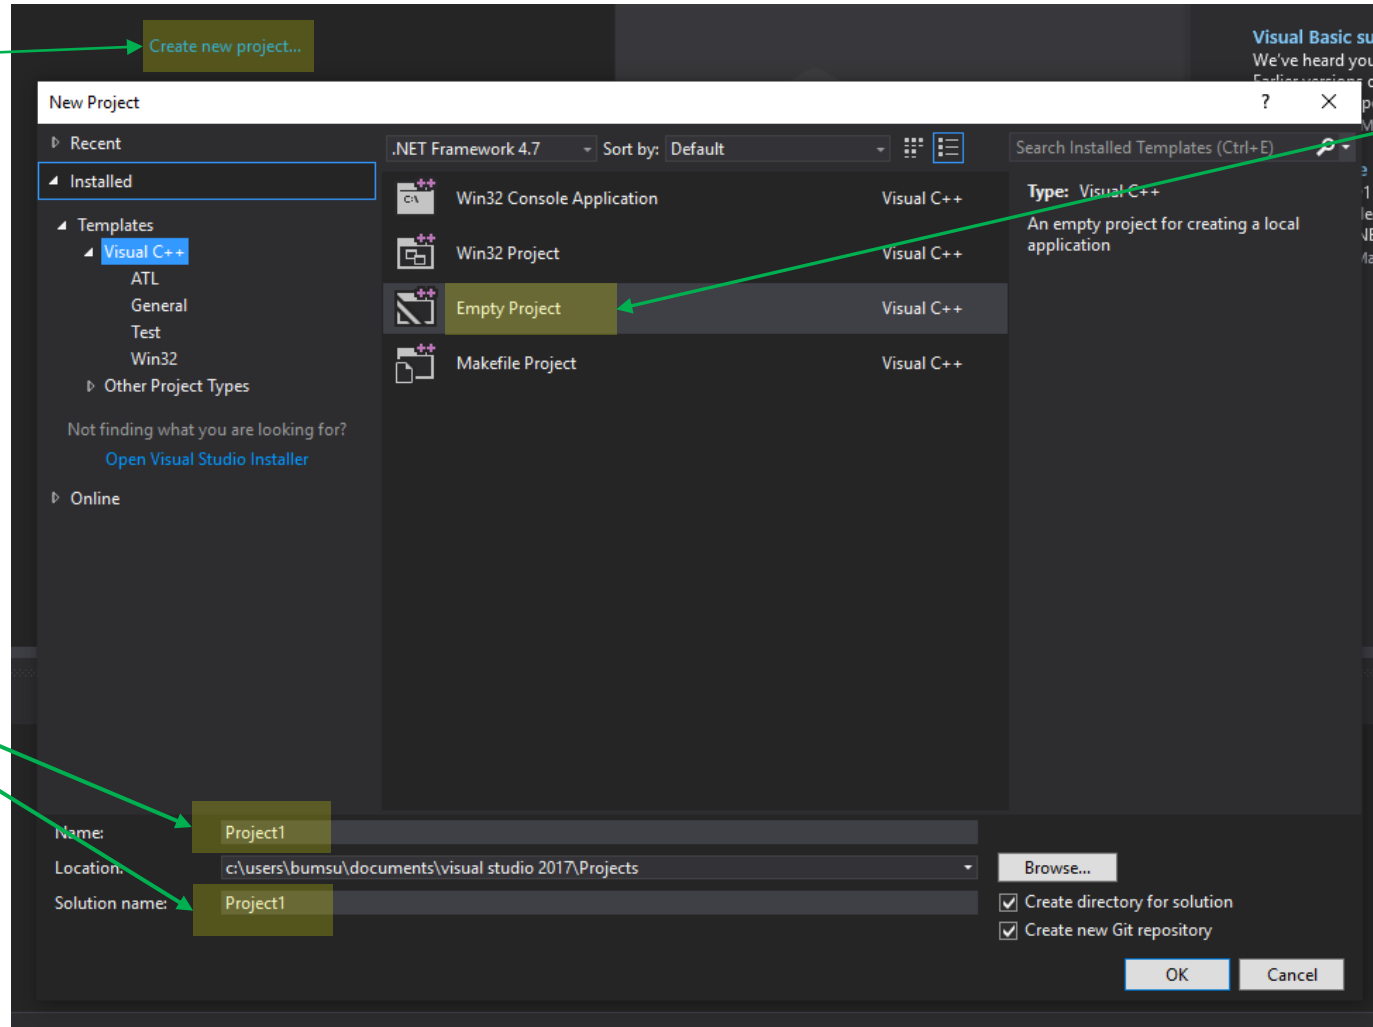 Create new project...
Visual Basic su
We've heard you
Earlier versions
New Project
?
Recent
.NET Framework 4.7
Sort by: Default
Search Installed Templates (Ctrl+E)
Installed
Templates
Visual C++
ATL
General
Test
Win32
Other Project Types
Not finding what you are looking for?
Open Visual Studio Installer
Online
Win32 Console Application Visual C++
Win32 Project Visual C++
Empty Project Visual C++
Makefile Project Visual C++
Type: Visual C++
An empty project for creating a local
application
Name: Project1
Location: c:\users\bumsu\documents\visual studio 2017\Projects
Browse...
Solution name: Project1
Create directory for solution
Create new Git repository
OK
Cancel